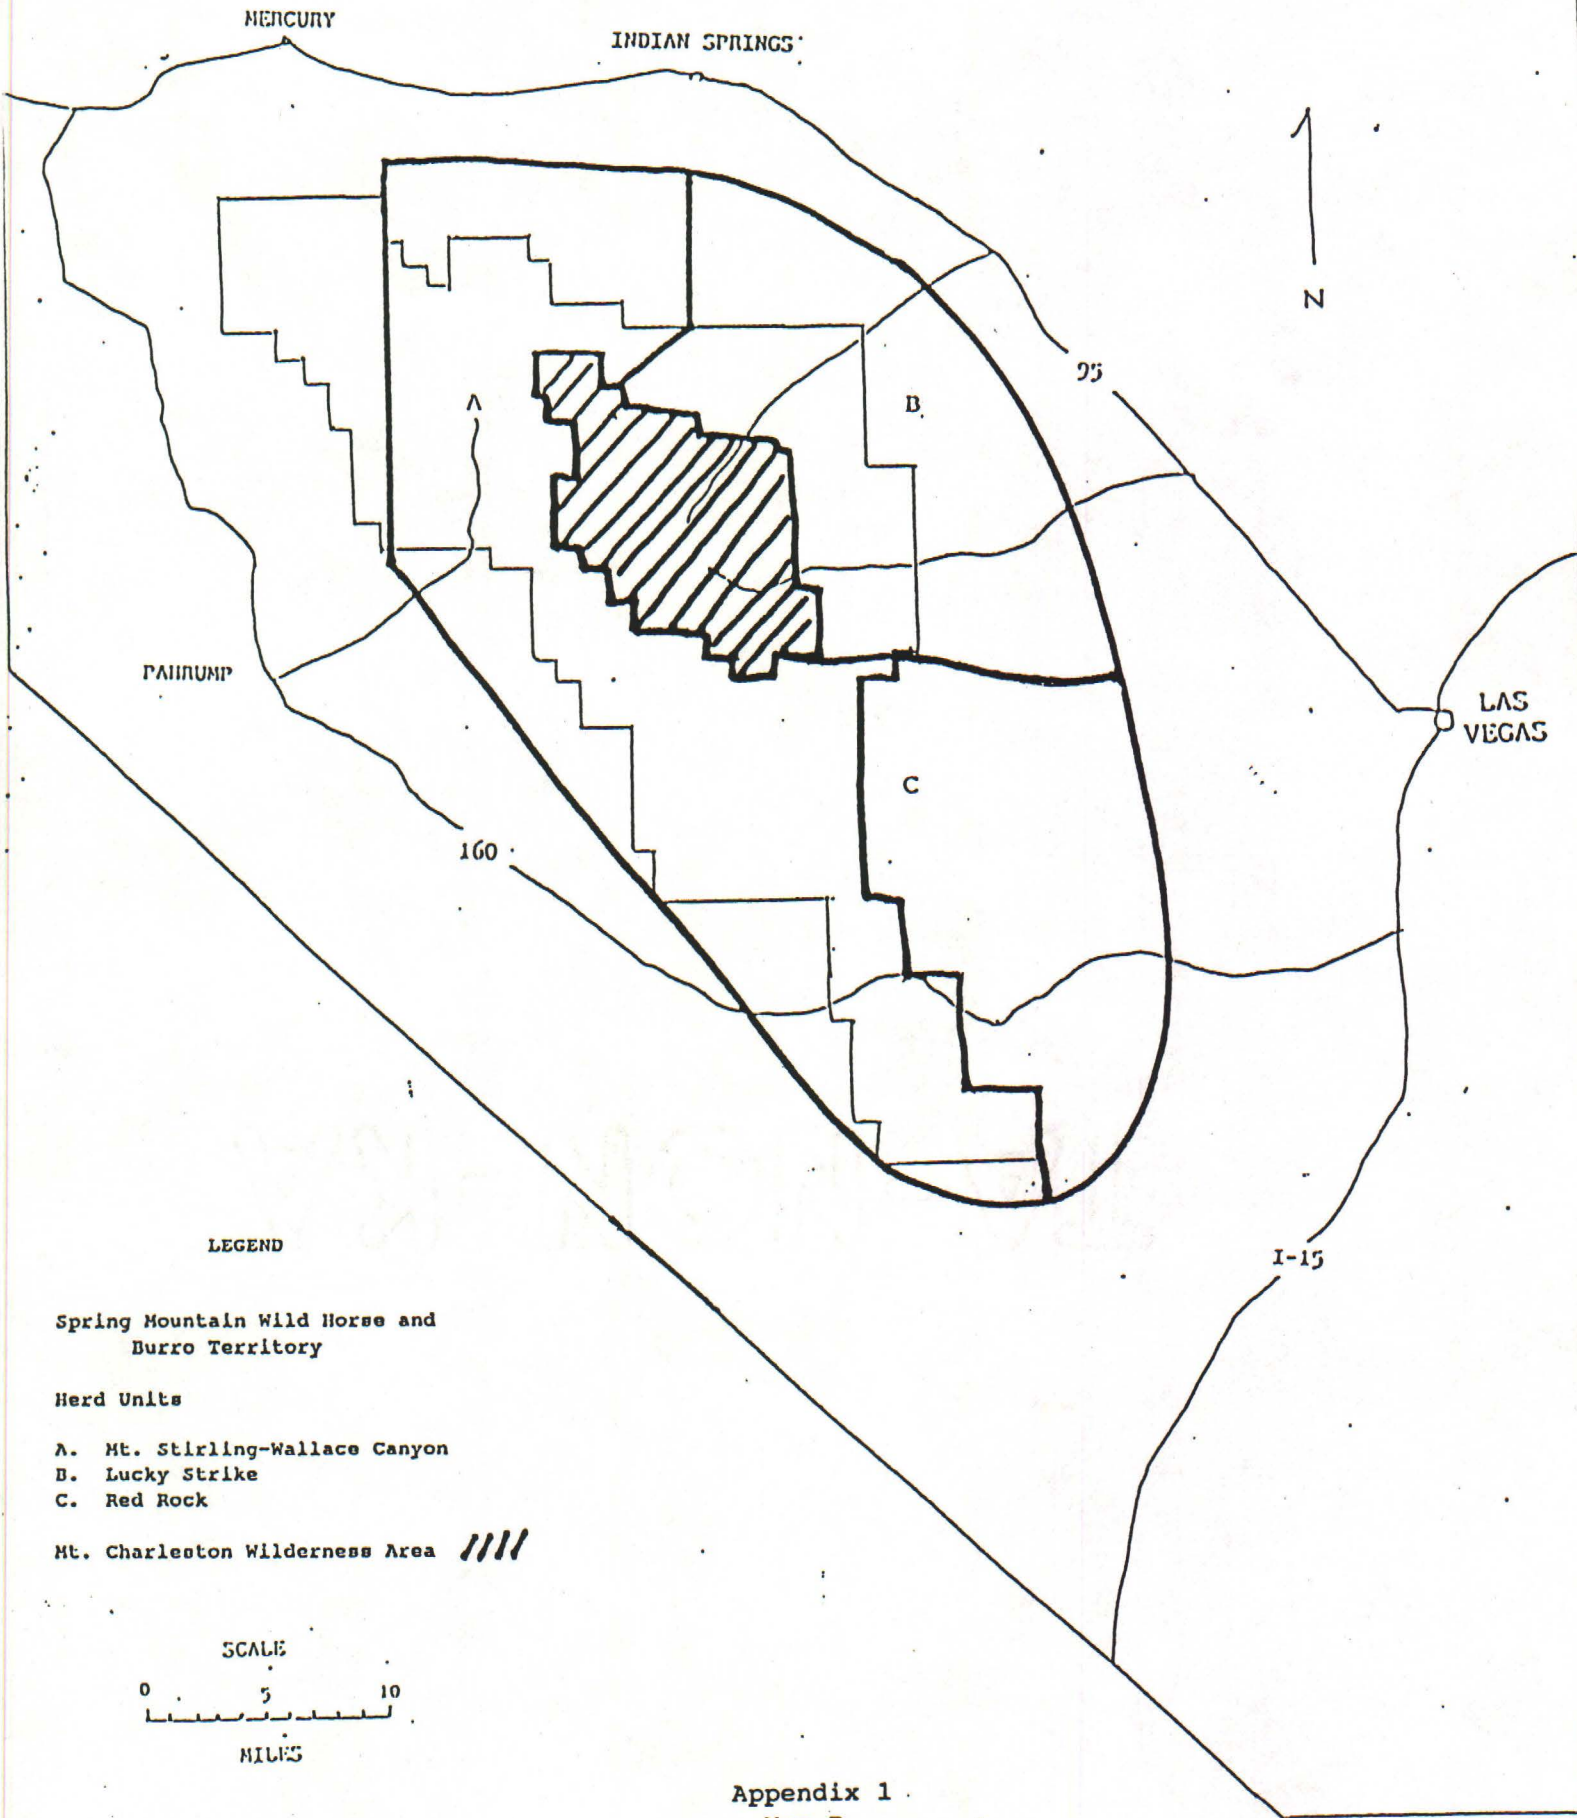 MERCURY
INDIAN SPRINGS
N
95
A
B
PAHRUMP
LAS
VEGAS
C
160
I-15
LEGEND
Spring Mountain Wild Horse and
Burro Territory
Herd Units
A. Mt. Stirling-Wallace Canyon
B. Lucky Strike
C. Red Rock
Mt. Charleston Wilderness Area
SCALE
0 5 10
MILES
Appendix 1